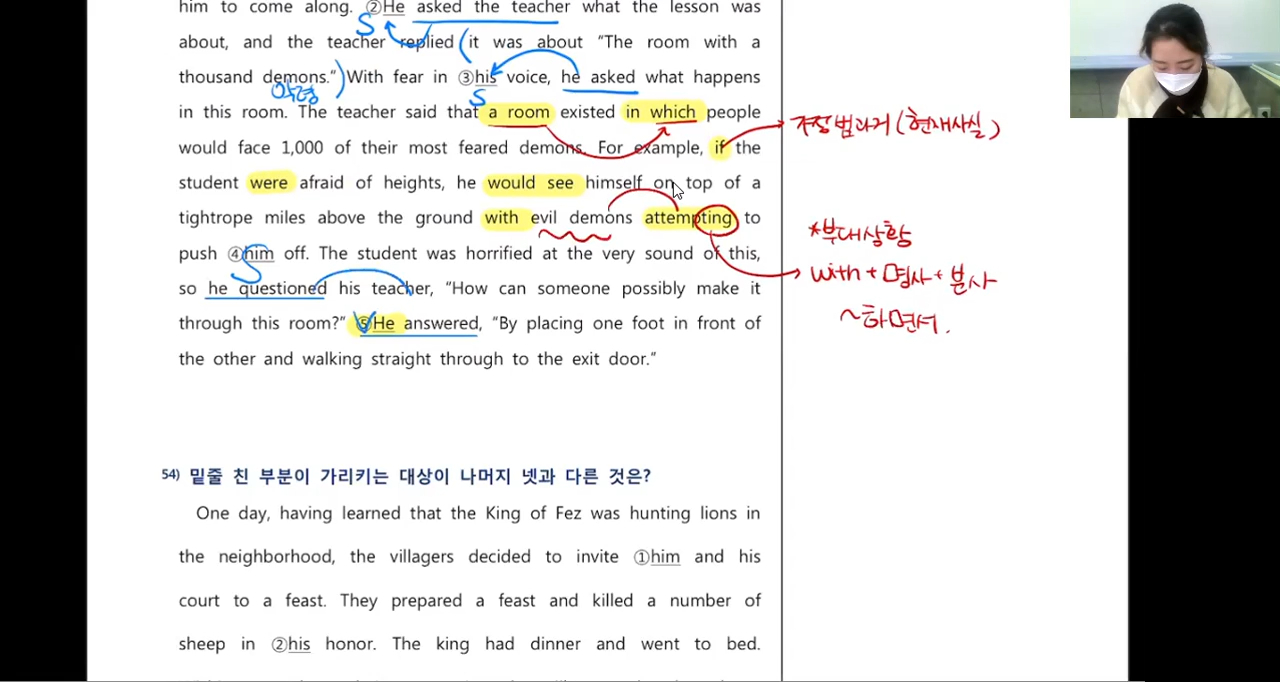 him to come along. ②He asked the teacher what the lesson was
S
about, and the teacher replied (it was about “The room with a
thousand demons.”) With fear in ③his voice, he asked what happens
악령
S
in this room. The teacher said that a room existed in which people
would face 1,000 of their most feared demons. For example, if the
가정법과거 (현재사실)
student were afraid of heights, he would see himself on top of a
tightrope miles above the ground with evil demons attempting to
*부대상황
push ④him off. The student was horrified at the very sound of this,
S
with + 명사 + 분사
so he questioned his teacher, “How can someone possibly make it
~하면서.
through this room?” ⑤He answered, “By placing one foot in front of
the other and walking straight through to the exit door.”
54) 밑줄 친 부분이 가리키는 대상이 나머지 넷과 다른 것은?
One day, having learned that the King of Fez was hunting lions in
the neighborhood, the villagers decided to invite ①him and his
court to a feast. They prepared a feast and killed a number of
sheep in ②his honor. The king had dinner and went to bed.